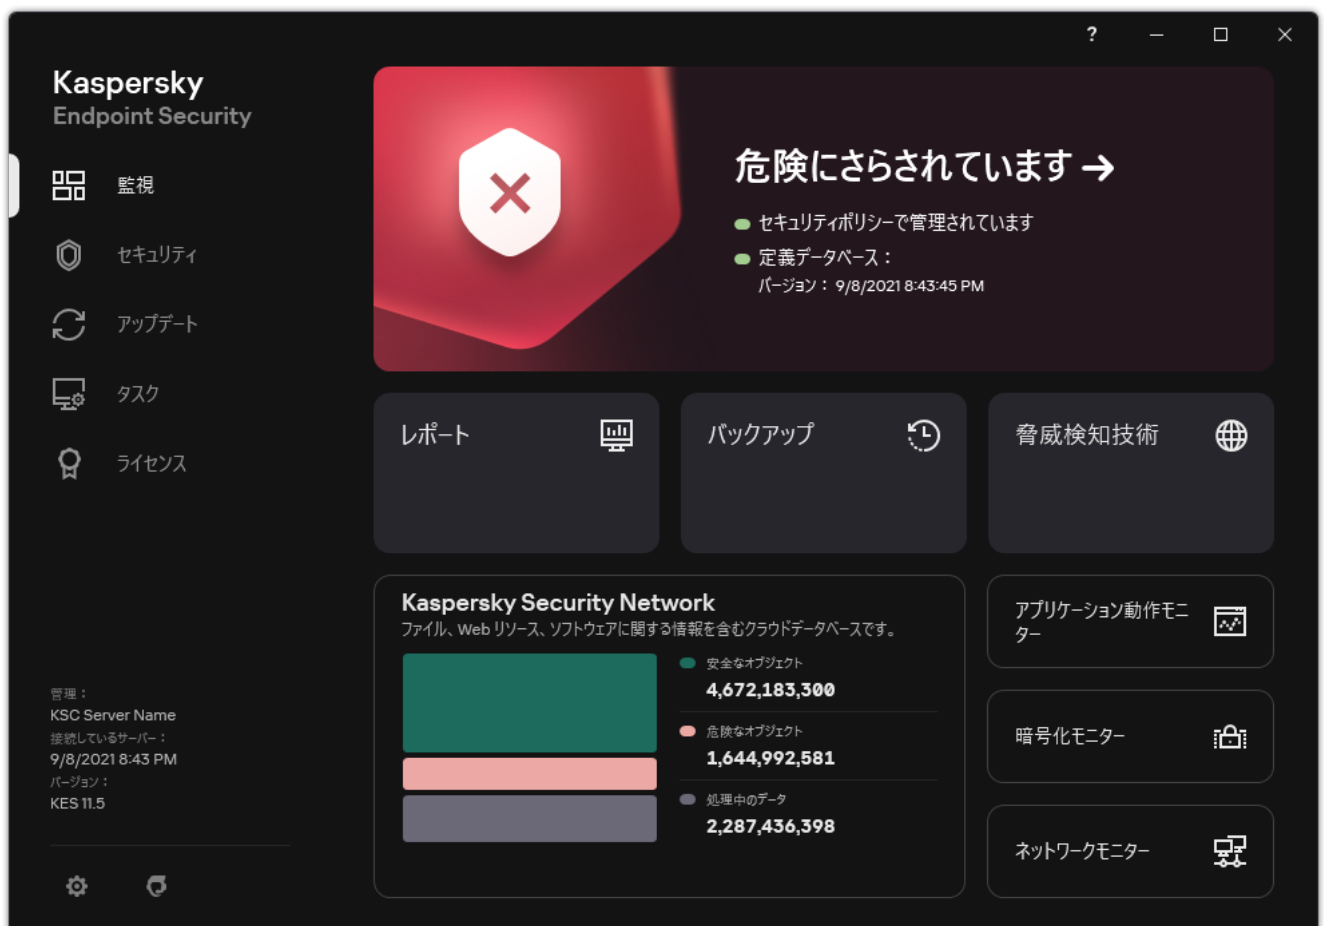 ?
Kaspersky
Endpoint Security
監視
セキュリティ
アップデート
タスク
ライセンス
管理：
KSC Server Name
接続しているサーバー：
9/8/2021 8:43 PM
バージョン：
KES 11.5
危険にさらされています
セキュリティポリシーで管理されています
定義データベース：
バージョン： 9/8/2021 8:43:45 PM
レポート
バックアップ
脅威検知技術
Kaspersky Security Network
ファイル、Web リソース、ソフトウェアに関する情報を含むクラウドデータベースです。
安全なオブジェクト
4,672,183,300
危険なオブジェクト
1,644,992,581
処理中のデータ
2,287,436,398
アプリケーション動作モニ
ター
暗号化モニター
ネットワークモニター